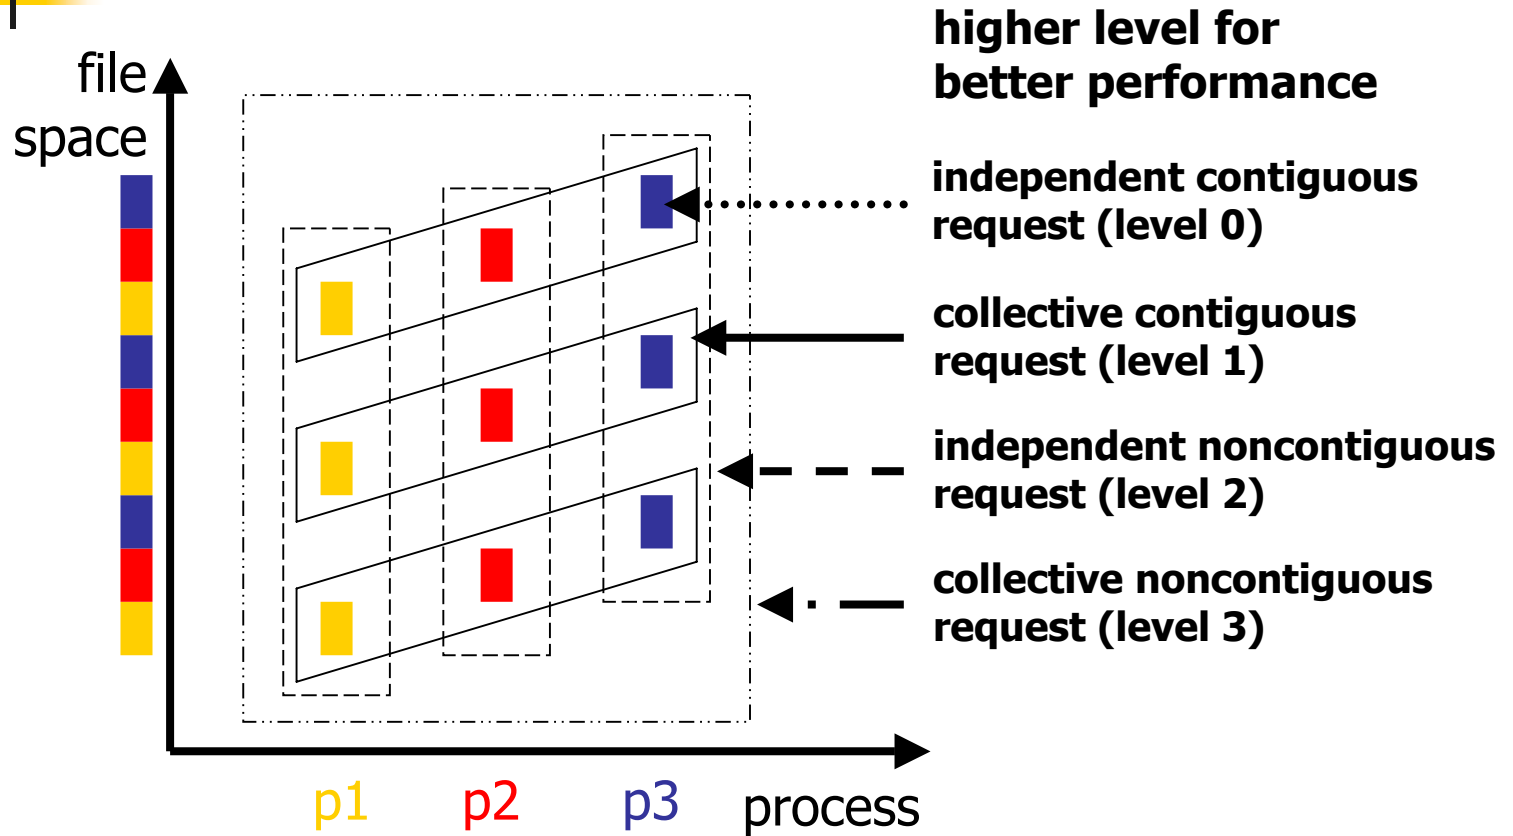 higher level for
better performance
file
space
independent contiguous
request (level 0)
collective contiguous
request (level 1)
independent noncontiguous
request (level 2)
collective noncontiguous
request (level 3)
p1
p2
p3
process